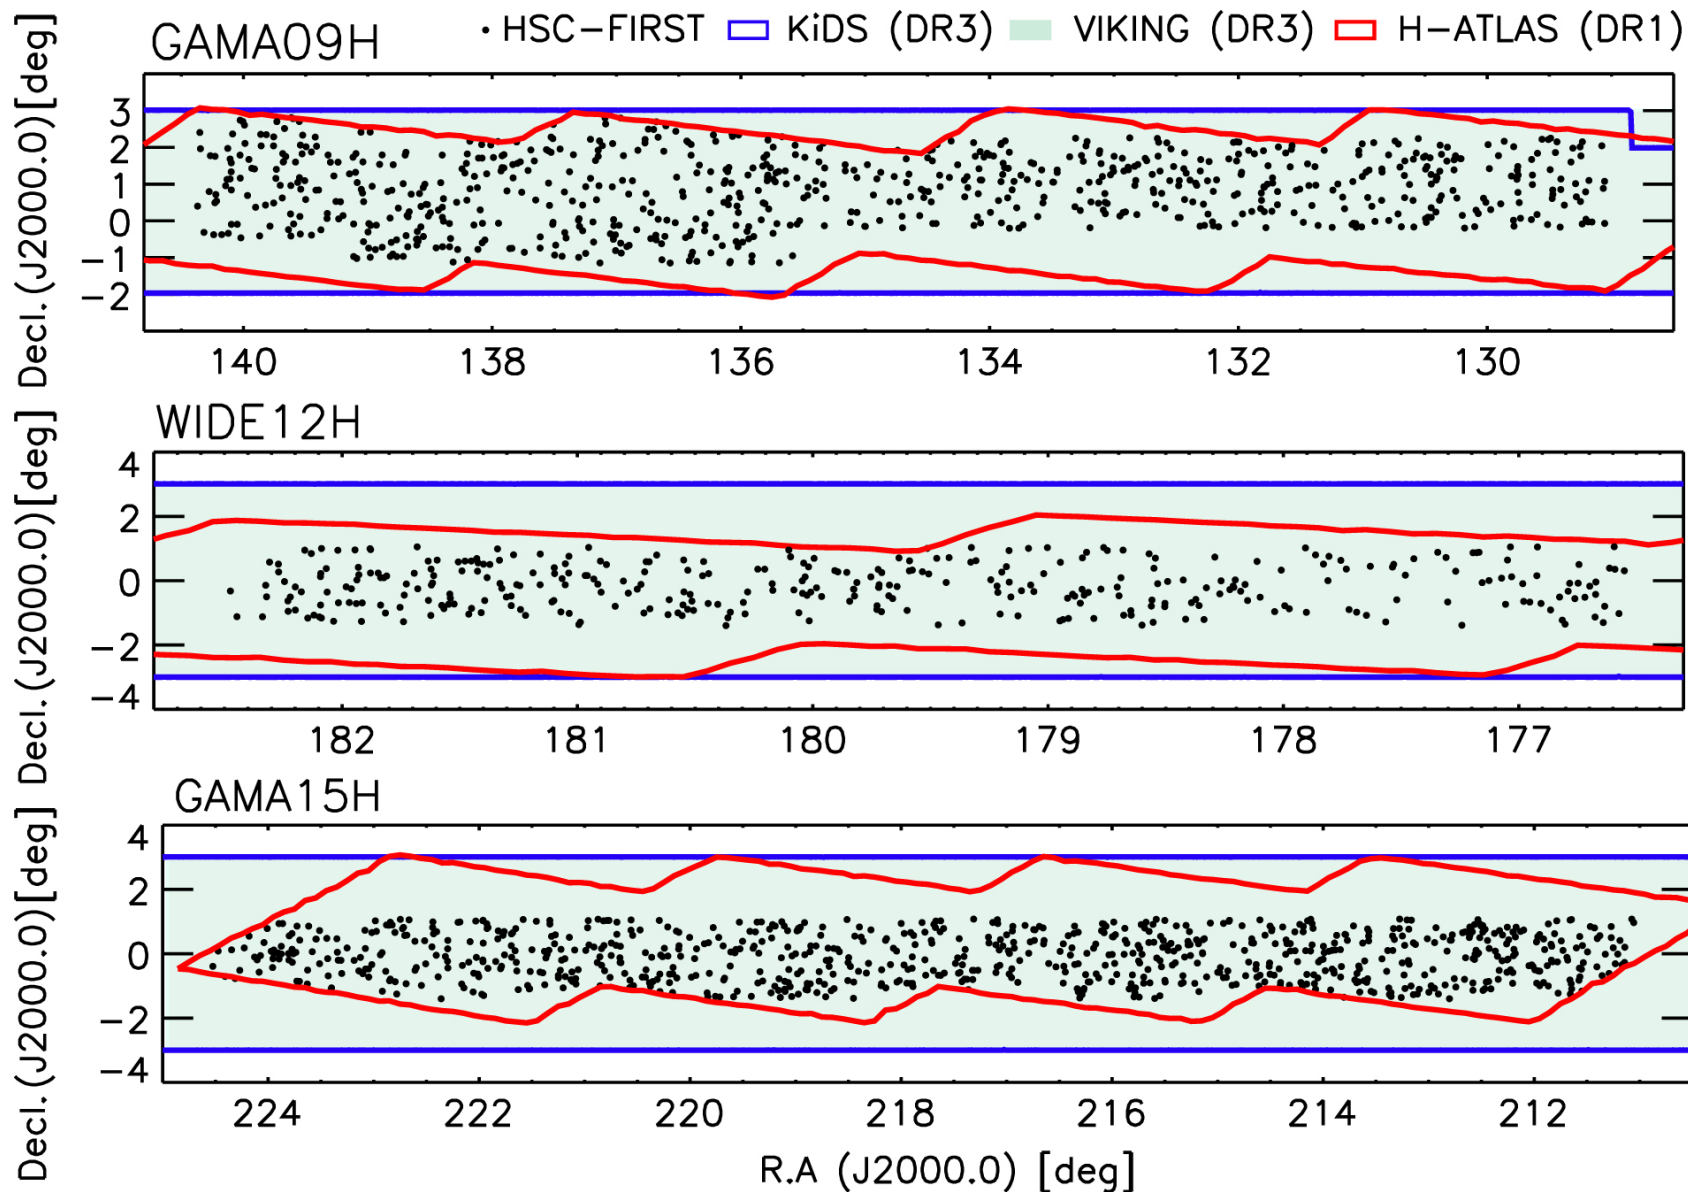 GAMA09H
HSC-FIRST KiDS (DR3) VIKING (DR3) H-ATLAS (DR1)
Decl.(J2000.0)[deg]
3
2
1
0
-1
-2
140 138 136 134 132 130
WIDE12H
Decl.(J2000.0)[deg]
4
2
0
-2
-4
182 181 180 179 178 177
GAMA15H
Decl.(J2000.0)[deg]
4
2
0
-2
-4
224 222 220 218 216 214 212
R.A (J2000.0) [deg]